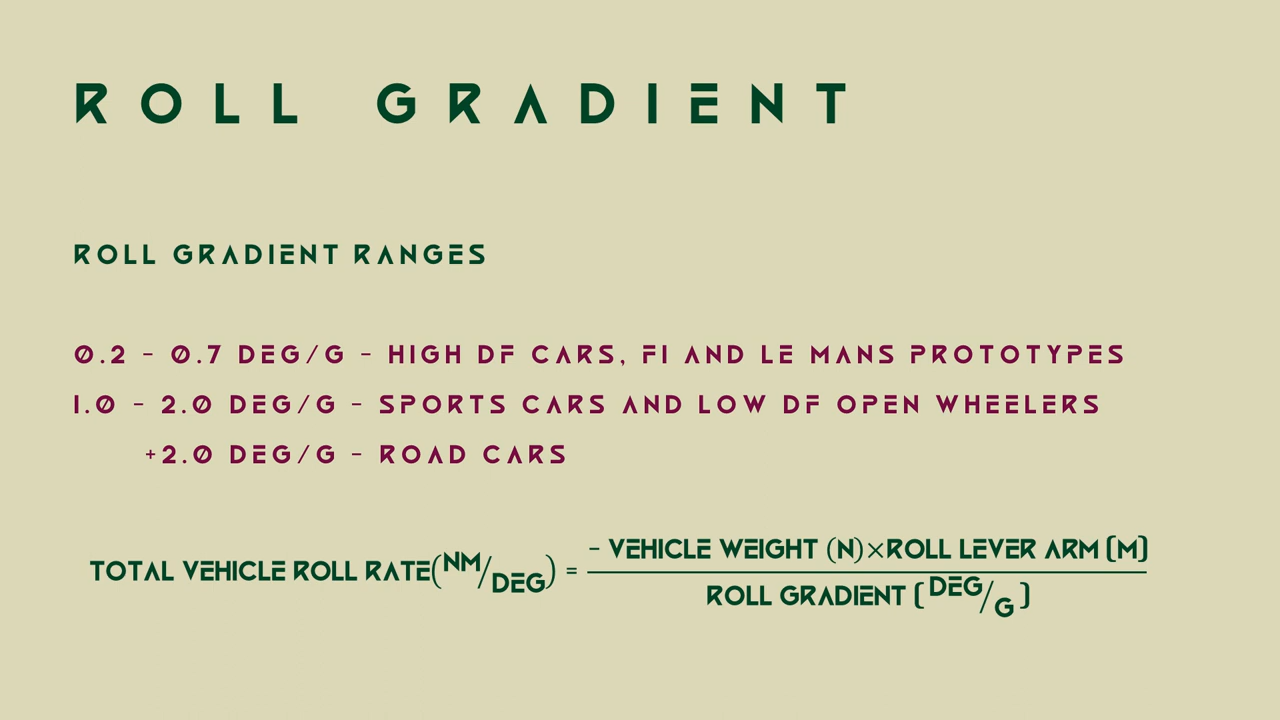 ROLL GRADIENT
ROLL GRADIENT RANGES
0.2 - 0.7 DEG/G - HIGH DF CARS, F1 AND LE MANS PROTOTYPES
1.0 - 2.0 DEG/G - SPORTS CARS AND LOW DF OPEN WHEELERS
+2.0 DEG/G - ROAD CARS
TOTAL VEHICLE ROLL RATE(NM/DEG) = - VEHICLE WEIGHT (N)×ROLL LEVER ARM (M)
ROLL GRADIENT (DEG/G)